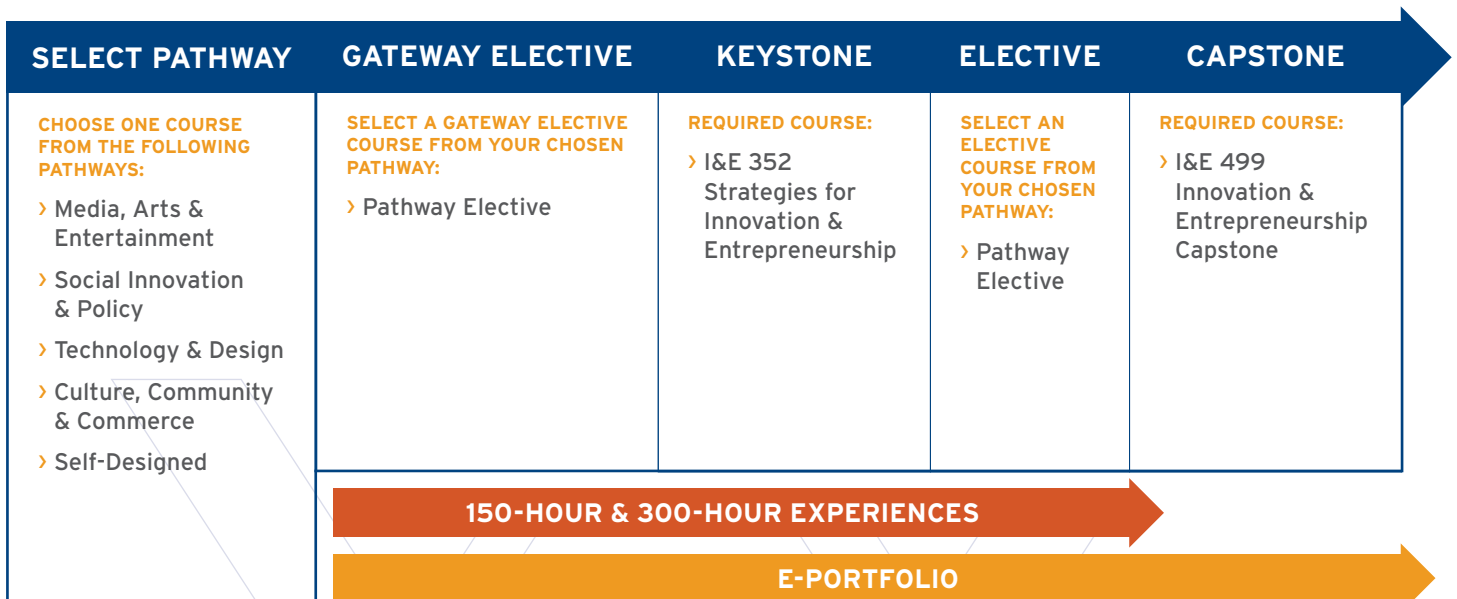 SELECT PATHWAY
CHOOSE ONE COURSE
FROM THE FOLLOWING
PATHWAYS:
› Media, Arts &
Entertainment
› Social Innovation
& Policy
› Technology & Design
› Culture, Community
& Commerce
› Self-Designed
GATEWAY ELECTIVE
SELECT A GATEWAY ELECTIVE
COURSE FROM YOUR CHOSEN
PATHWAY:
› Pathway Elective
KEYSTONE
REQUIRED COURSE:
› I&E 352
Strategies for
Innovation &
Entrepreneurship
ELECTIVE
SELECT AN
ELECTIVE
COURSE FROM
YOUR CHOSEN
PATHWAY:
› Pathway
Elective
CAPSTONE
REQUIRED COURSE:
› I&E 499
Innovation &
Entrepreneurship
Capstone
150-HOUR & 300-HOUR EXPERIENCES
E-PORTFOLIO